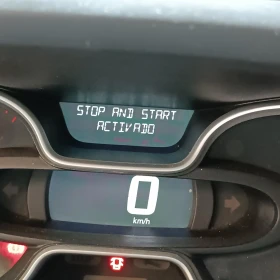 STOP AND START
ACTIVADO
0
km/h